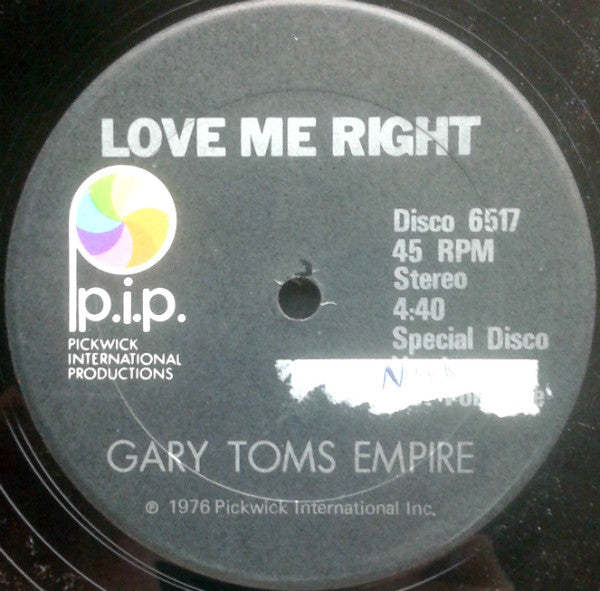 LOVE ME RIGHT
p.i.p.
PICKWICK
INTERNATIONAL
PRODUCTIONS
Disco 6517
45 RPM
Stereo
4:40
Special Disco
GARY TOMS EMPIRE
℗ 1976 Pickwick International Inc.